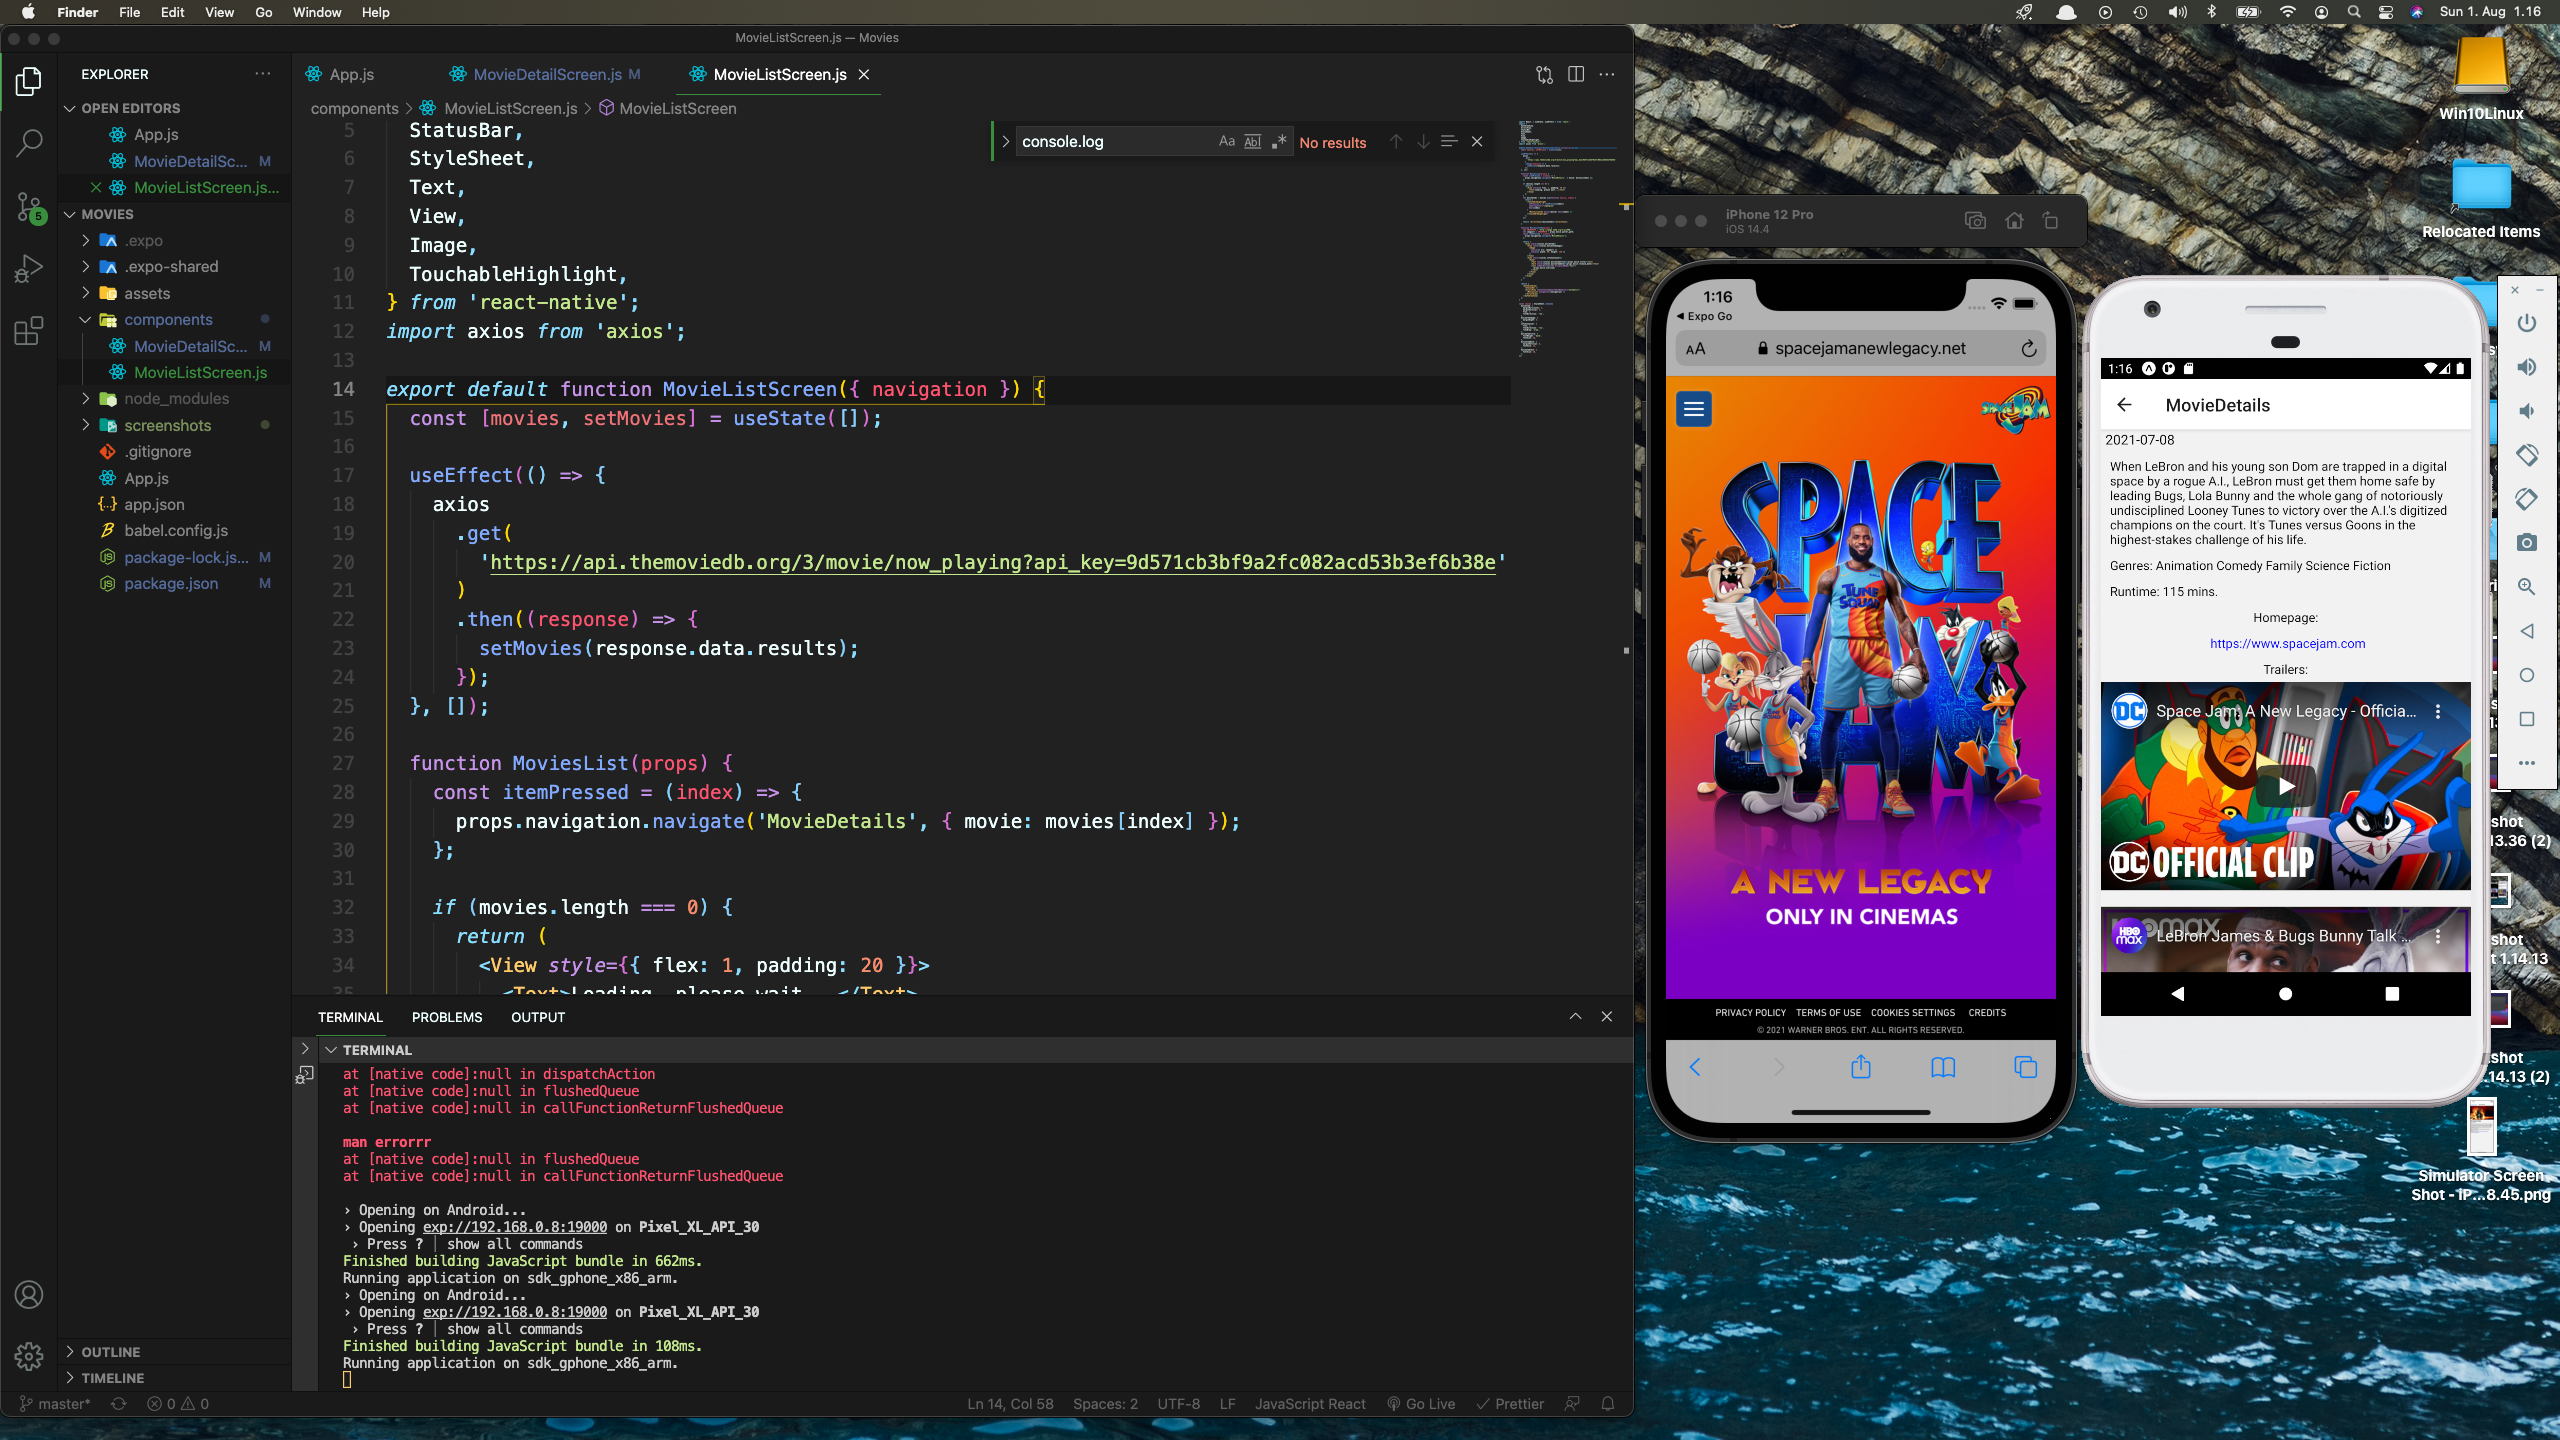 Finder File Edit View Go Window Help
Sun 1. Aug 1.16
MovieListScreen.js — Movies
EXPLORER
OPEN EDITORS
App.js
MovieDetailSc... M
MovieListScreen.js...
MOVIES
.expo
.expo-shared
assets
components
MovieDetailSc... M
MovieListScreen.js
node_modules
screenshots
.gitignore
App.js
app.json
babel.config.js
package-lock.js... M
package.json M
OUTLINE
TIMELINE
5
App.js MovieDetailScreen.js M MovieListScreen.js
components > MovieListScreen.js > MovieListScreen
console.log
Aa Abl .* No results
5 StatusBar,
6 StyleSheet,
7 Text,
8 View,
9 Image,
10 TouchableHighlight,
11 } from 'react-native';
12 import axios from 'axios';
13
14 export default function MovieListScreen({ navigation }) {
15 const [movies, setMovies] = useState([]);
16
17 useEffect(() => {
18 axios
19 .get(
20 'https://api.themoviedb.org/3/movie/now_playing?api_key=9d571cb3bf9a2fc082acd53b3ef6b38e'
21 )
22 .then((response) => {
23 setMovies(response.data.results);
24 });
25 }, []);
26
27 function MoviesList(props) {
28 const itemPressed = (index) => {
29 props.navigation.navigate('MovieDetails', { movie: movies[index] });
30 };
31
32 if (movies.length === 0) {
33 return (
34 <View style={{ flex: 1, padding: 20 }}>
35 <Text>Loading, please wait...</Text>
TERMINAL PROBLEMS OUTPUT
TERMINAL
at [native code]:null in dispatchAction
at [native code]:null in flushedQueue
at [native code]:null in callFunctionReturnFlushedQueue
man errorrr
at [native code]:null in flushedQueue
at [native code]:null in callFunctionReturnFlushedQueue
› Opening on Android...
› Opening exp://192.168.0.8:19000 on Pixel_XL_API_30
› Press ? │ show all commands
Finished building JavaScript bundle in 662ms.
Running application on sdk_gphone_x86_arm.
› Opening on Android...
› Opening exp://192.168.0.8:19000 on Pixel_XL_API_30
› Press ? │ show all commands
Finished building JavaScript bundle in 108ms.
Running application on sdk_gphone_x86_arm.
master* 0 0
Ln 14, Col 58 Spaces: 2 UTF-8 LF JavaScript React Go Live Prettier
iPhone 12 Pro
iOS 14.4
1:16
Expo Go
AA spacejamanewlegacy.net
SPACE JAM
SPACE
TUNE SQUAD
JAM
A NEW LEGACY
ONLY IN CINEMAS
PRIVACY POLICY TERMS OF USE COOKIES SETTINGS CREDITS
© 2021 WARNER BROS. ENT. ALL RIGHTS RESERVED.
1:16
MovieDetails
2021-07-08
When LeBron and his young son Dom are trapped in a digital
space by a rogue A.I., LeBron must get them home safe by
leading Bugs, Lola Bunny and the whole gang of notoriously
undisciplined Looney Tunes to victory over the A.I.'s digitized
champions on the court. It's Tunes versus Goons in the
highest-stakes challenge of his life.
Genres: Animation Comedy Family Science Fiction
Runtime: 115 mins.
Homepage:
https://www.spacejam.com
Trailers:
DC Space Jam: A New Legacy - Officia...
DC OFFICIAL CLIP
HBO max LeBron James & Bugs Bunny Talk ...
Win10Linux
Relocated Items
shot
13.36 (2)
shot
t 1.14.13
shot
.14.13 (2)
Simulator Screen
Shot - iP...8.45.png